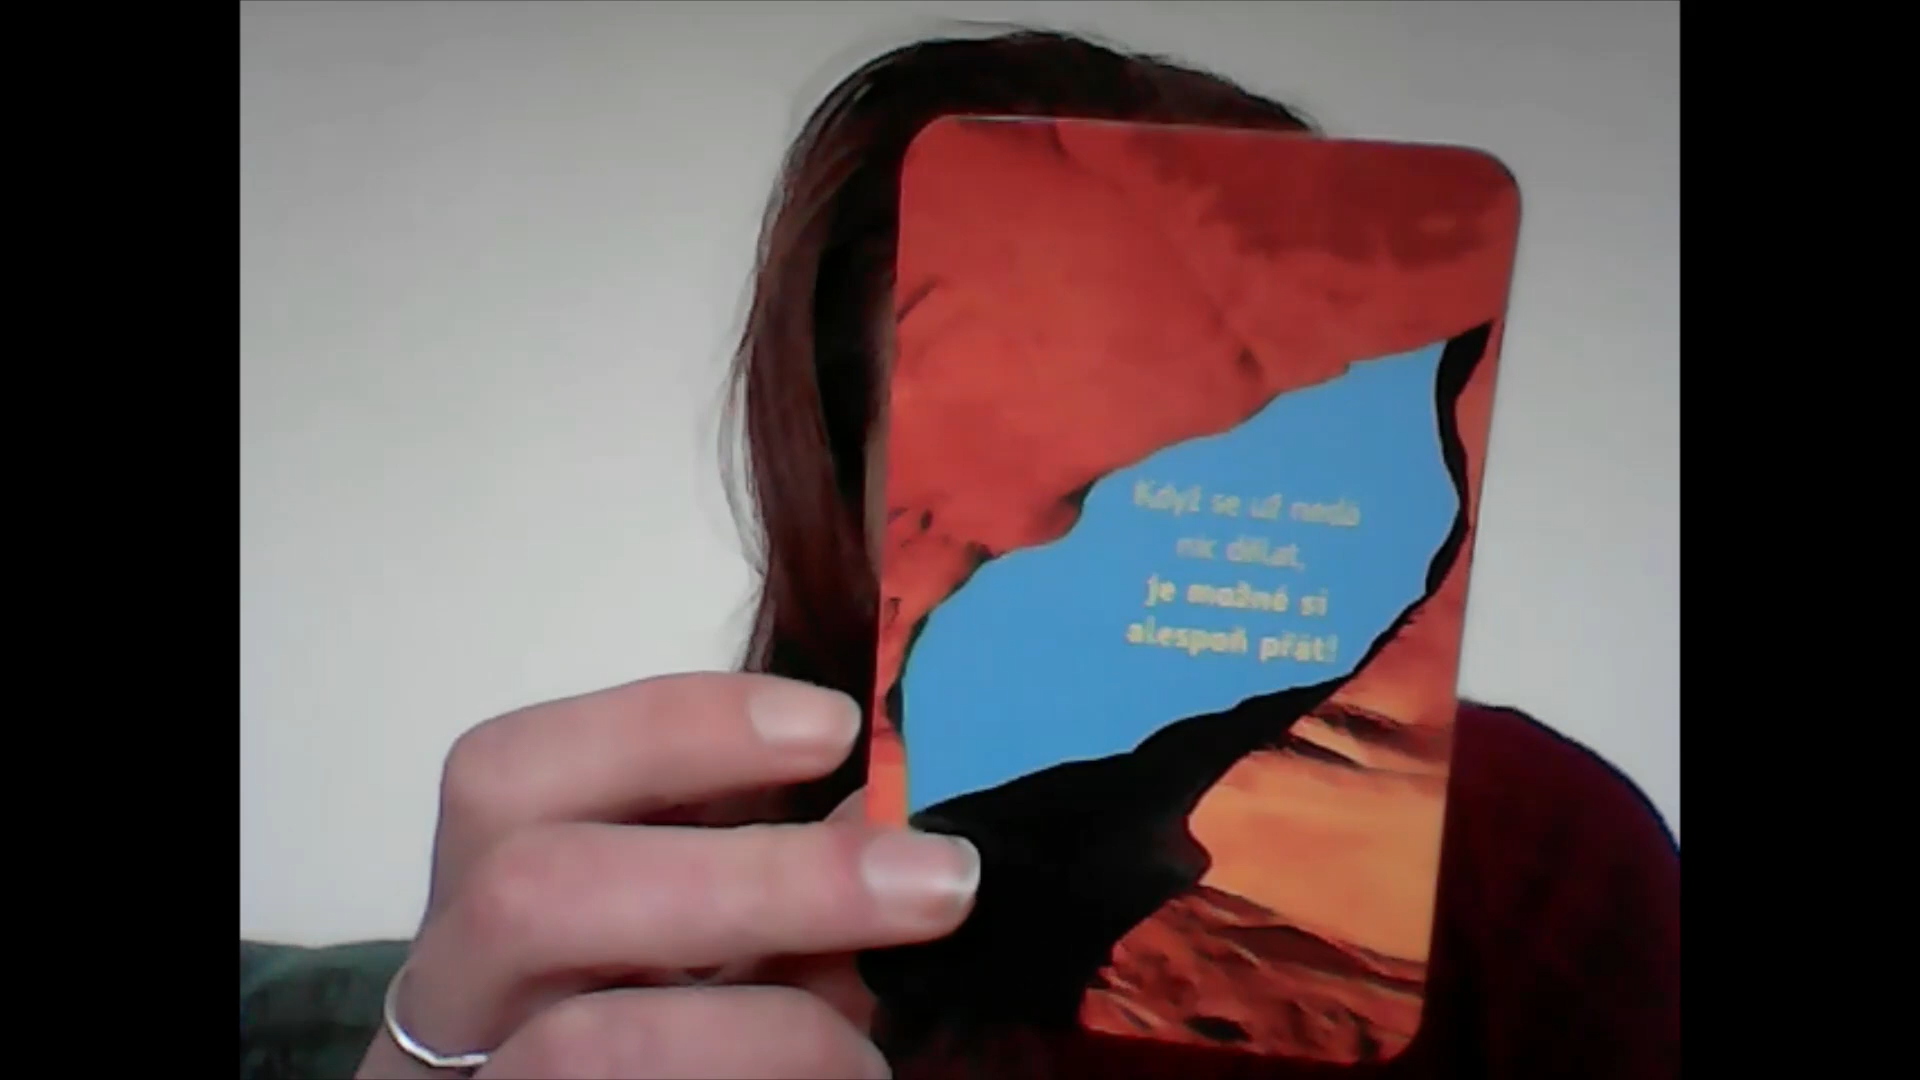 Když se už nedá
nic dělat,
je možné si
alespoň přát!